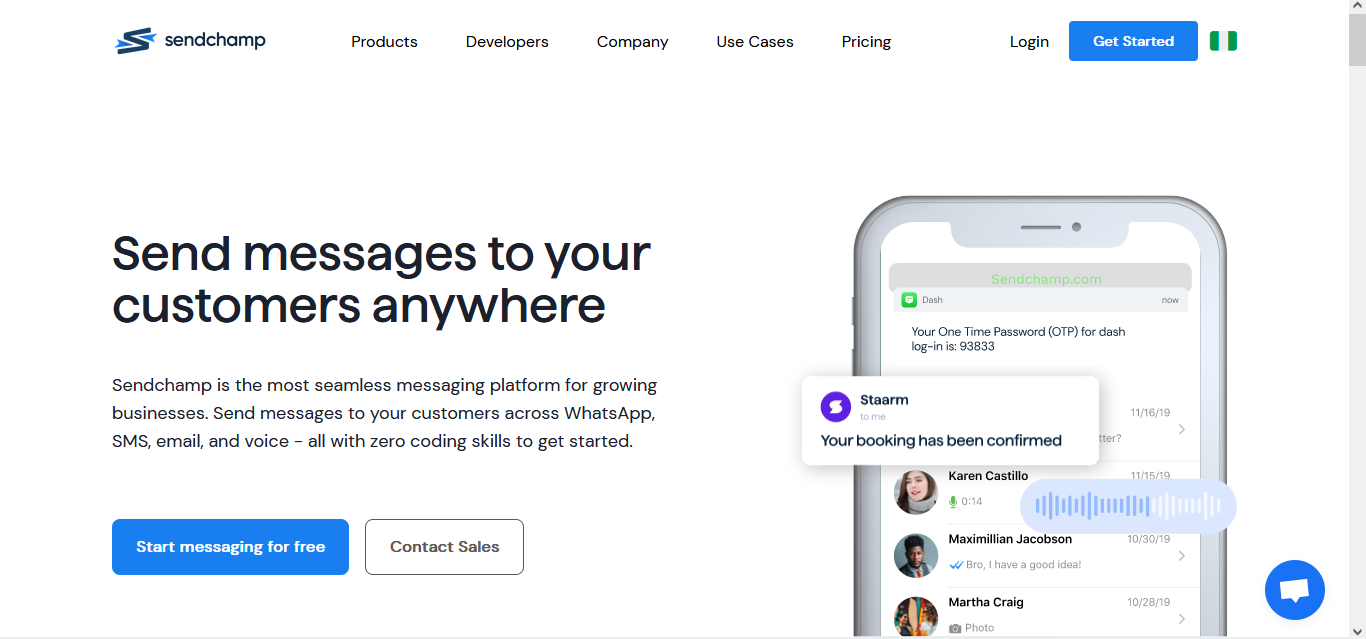 sendchamp
Products
Developers
Company
Use Cases
Pricing
Login
Get Started
Send messages to your
customers anywhere
Sendchamp is the most seamless messaging platform for growing
businesses. Send messages to your customers across WhatsApp,
SMS, email, and voice - all with zero coding skills to get started.
Start messaging for free
Contact Sales
Sendchamp.com
Dash
now
Your One Time Password (OTP) for dash
log-in is: 93833
Staarm
to me
Your booking has been confirmed
11/16/19
tter?
Karen Castillo
11/15/19
0:14
Maximillian Jacobson
10/30/19
Bro, I have a good idea!
Martha Craig
10/28/19
Photo